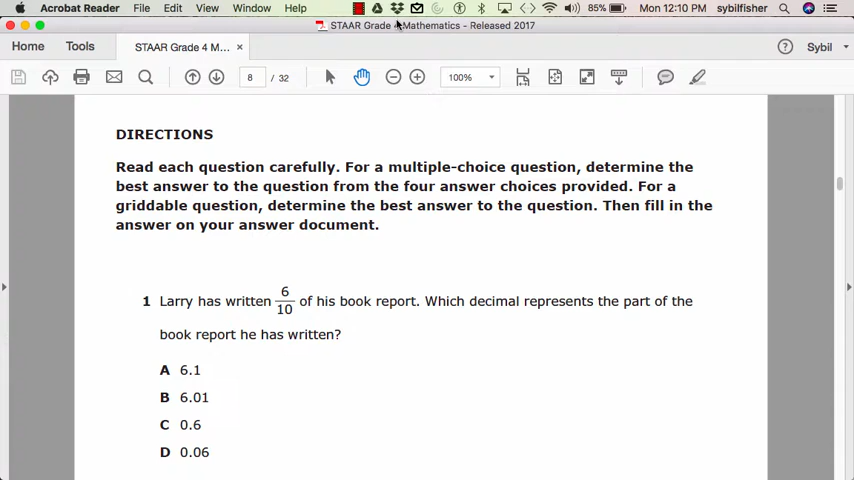 Acrobat Reader File Edit View Window Help 85% Mon 12:10 PM sybilfisher
STAAR Grade 4 Mathematics - Released 2017
Home Tools STAAR Grade 4 M... × ? Sybil
8 / 32 100%
DIRECTIONS
Read each question carefully. For a multiple-choice question, determine the
best answer to the question from the four answer choices provided. For a
griddable question, determine the best answer to the question. Then fill in the
answer on your answer document.
1 Larry has written 6/10 of his book report. Which decimal represents the part of the
book report he has written?
A 6.1
B 6.01
C 0.6
D 0.06